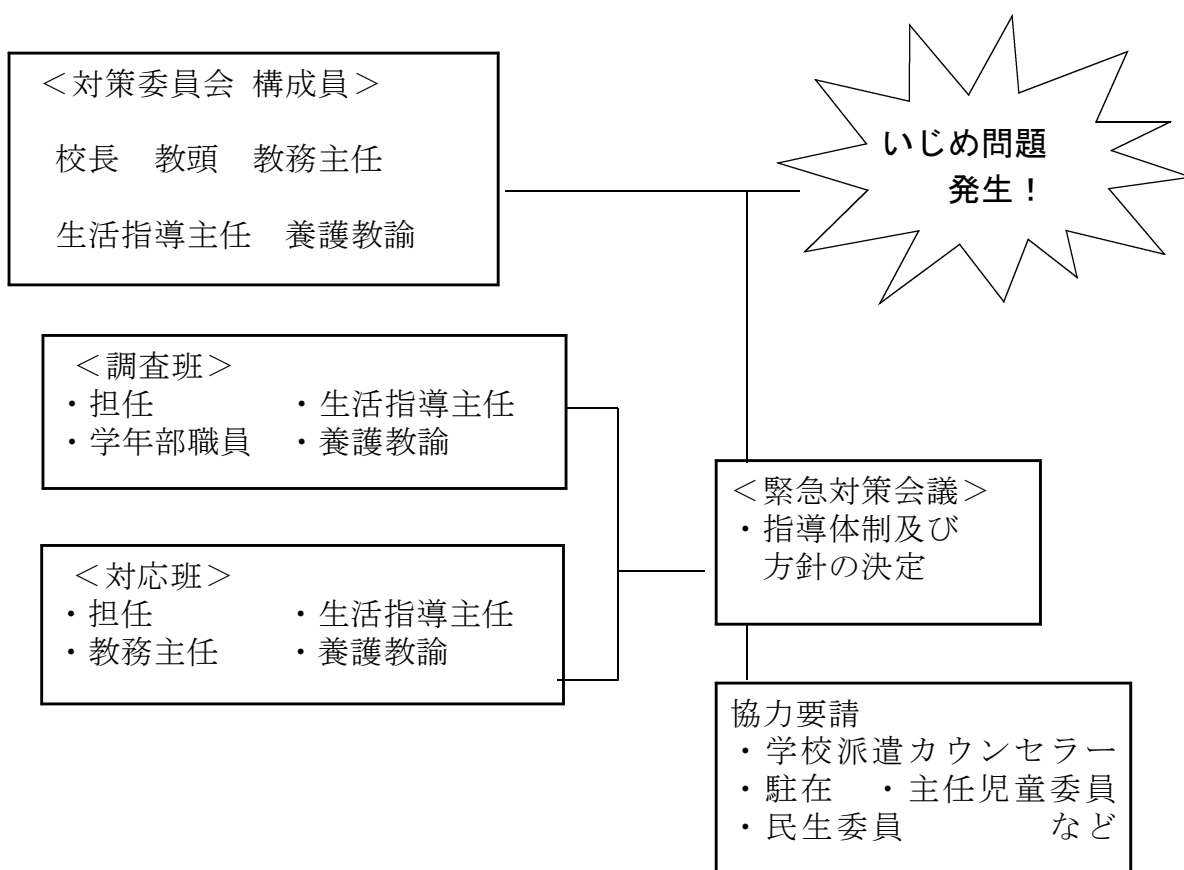 ＜対策委員会 構成員＞
校長　教頭　教務主任
生活指導主任　養護教諭
いじめ問題
発生！
＜調査班＞
・担任　　　　・生活指導主任
・学年部職員　・養護教諭
＜対応班＞
・担任　　　　・生活指導主任
・教務主任　　・養護教諭
＜緊急対策会議＞
・指導体制及び
方針の決定
協力要請
・学校派遣カウンセラー
・駐在　・主任児童委員
・民生委員　　　　など